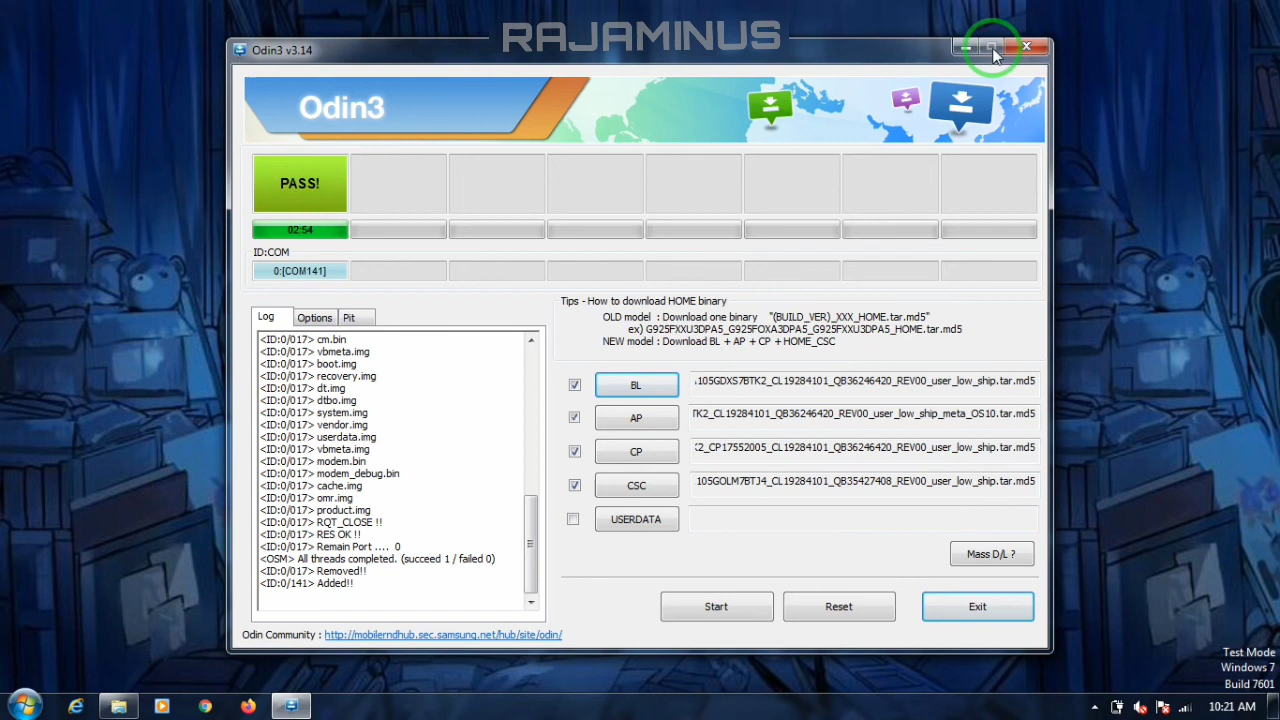 RAJAMINUS
Odin3 v3.14
Odin3
PASS!
02:54
ID:COM
0:[COM141]
Log Options Pit
<ID:0/017> cm.bin
<ID:0/017> vbmeta.img
<ID:0/017> boot.img
<ID:0/017> recovery.img
<ID:0/017> dt.img
<ID:0/017> dtbo.img
<ID:0/017> system.img
<ID:0/017> vendor.img
<ID:0/017> userdata.img
<ID:0/017> vbmeta.img
<ID:0/017> modem.bin
<ID:0/017> modem_debug.bin
<ID:0/017> cache.img
<ID:0/017> omr.img
<ID:0/017> product.img
<ID:0/017> RQT_CLOSE !!
<ID:0/017> RES OK !!
<ID:0/017> Remain Port .... 0
<OSM> All threads completed. (succeed 1 / failed 0)
<ID:0/017> Removed!!
<ID:0/141> Added!!
Tips - How to download HOME binary
OLD model : Download one binary "(BUILD_VER)_XXX_HOME.tar.md5"
ex) G925FXXU3DPA5_G925FOXA3DPA5_G925FXXU3DPA5_HOME.tar.md5
NEW model : Download BL + AP + CP + HOME_CSC
BL 105GDXS7BTK2_CL19284101_QB36246420_REV00_user_low_ship.tar.md5
AP TK2_CL19284101_QB36246420_REV00_user_low_ship_meta_OS10.tar.md5
CP 2_CP17552005_CL19284101_QB36246420_REV00_user_low_ship.tar.md5
CSC 105GOLM7BTJ4_CL19284101_QB35427408_REV00_user_low_ship.tar.md5
USERDATA
Mass D/L ?
Start Reset Exit
Odin Community : http://mobilerndhub.sec.samsung.net/hub/site/odin/
Test Mode
Windows 7
Build 7601
10:21 AM